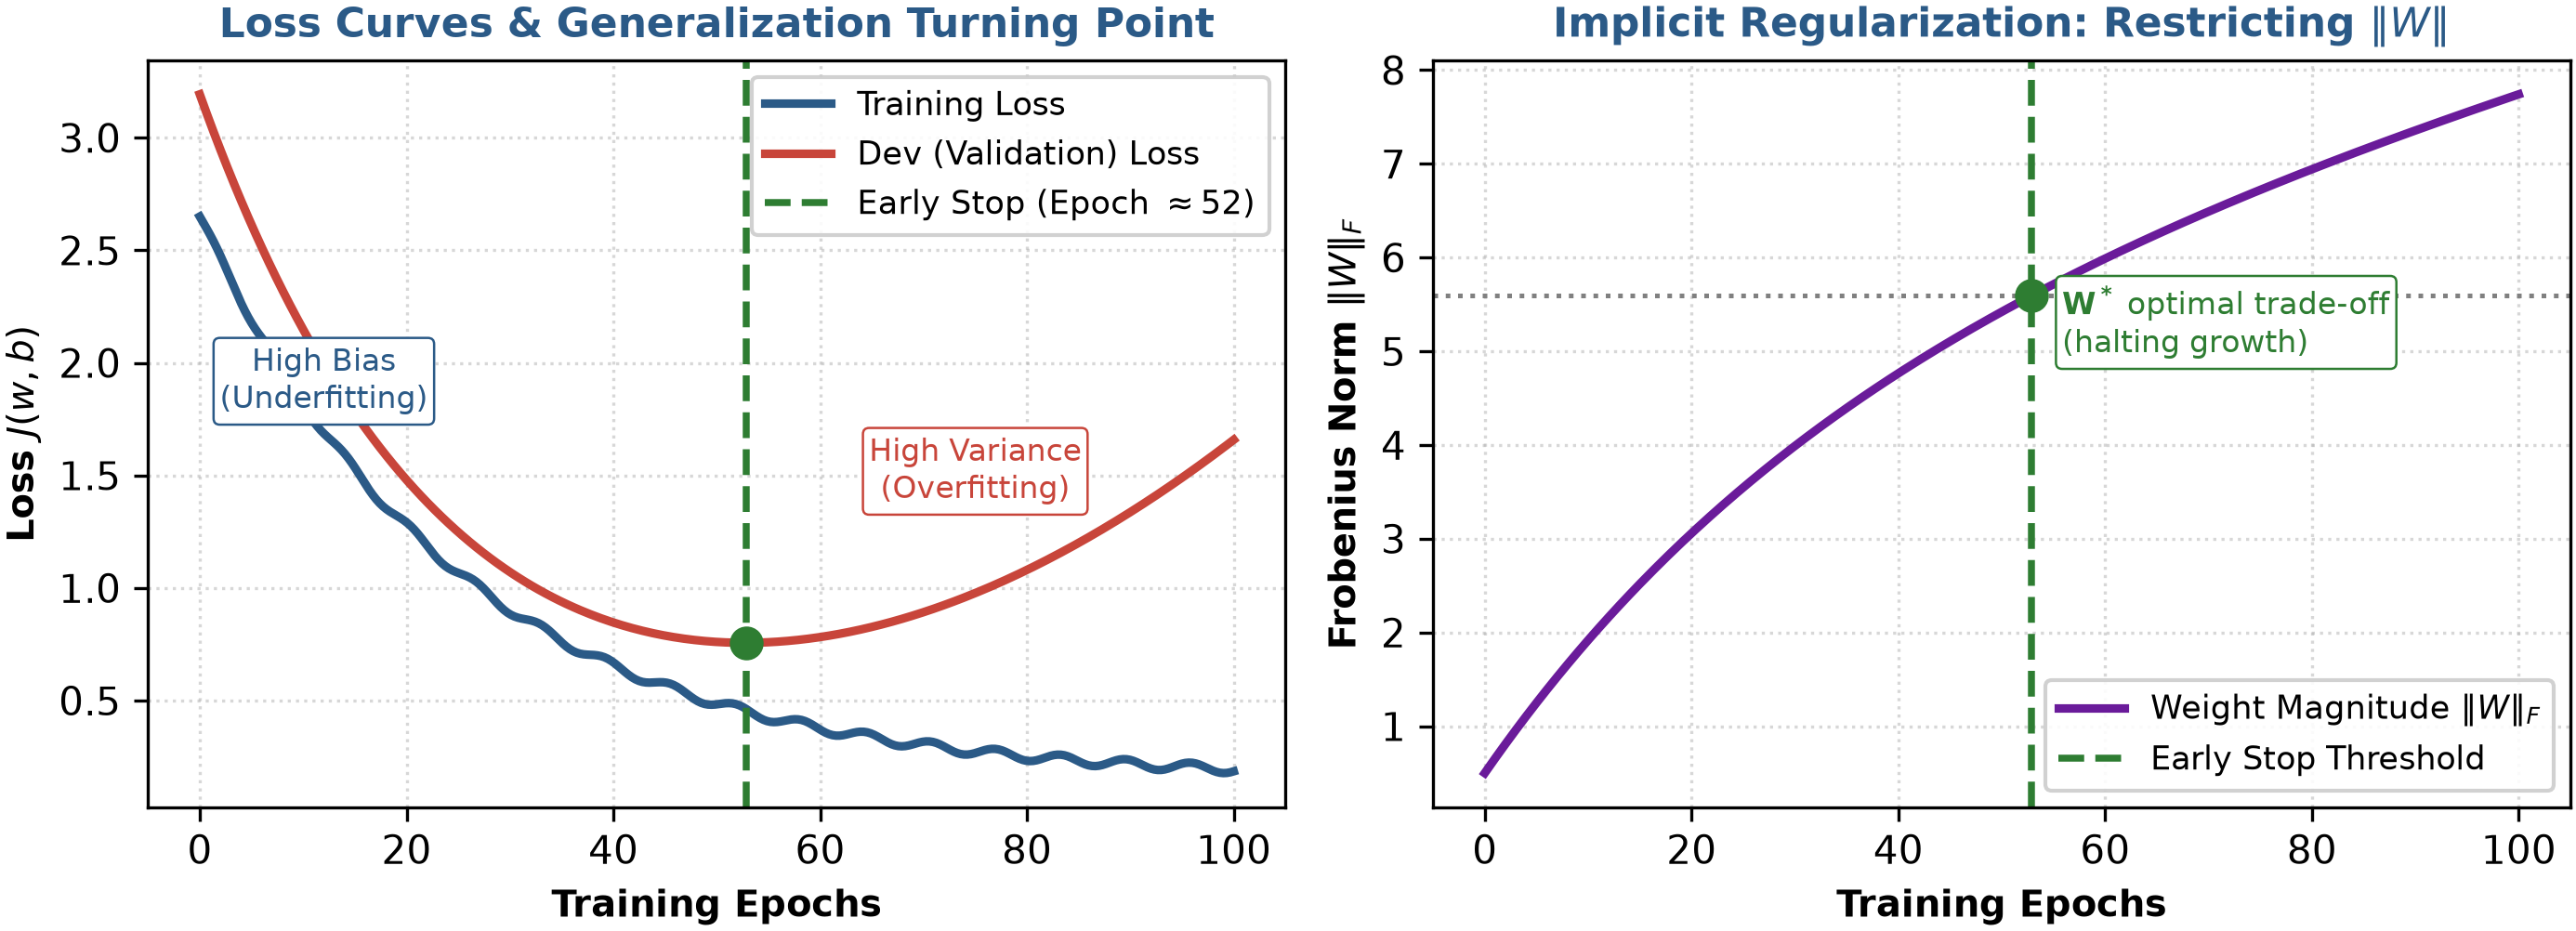 Loss Curves & Generalization Turning Point
Loss J(w, b)
3.0
2.5
2.0
1.5
1.0
0.5
Training Loss
Dev (Validation) Loss
Early Stop (Epoch ≈52)
High Bias
(Underfitting)
High Variance
(Overfitting)
0 20 40 60 80 100
Training Epochs
Implicit Regularization: Restricting ‖W‖
Frobenius Norm ‖W‖_F
8
7
6
5
4
3
2
1
W* optimal trade-off
(halting growth)
Weight Magnitude ‖W‖_F
Early Stop Threshold
0 20 40 60 80 100
Training Epochs